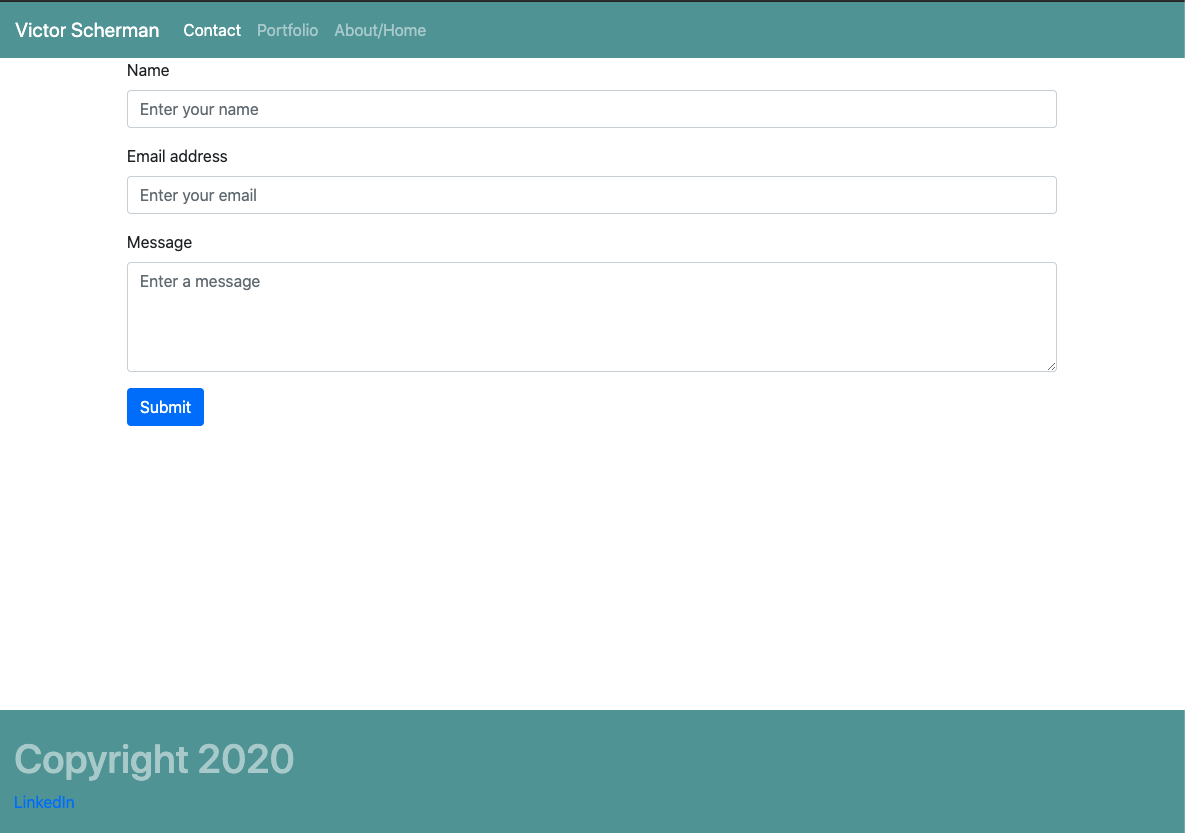 Victor Scherman Contact Portfolio About/Home
Name
Enter your name
Email address
Enter your email
Message
Enter a message
Submit
Copyright 2020
LinkedIn